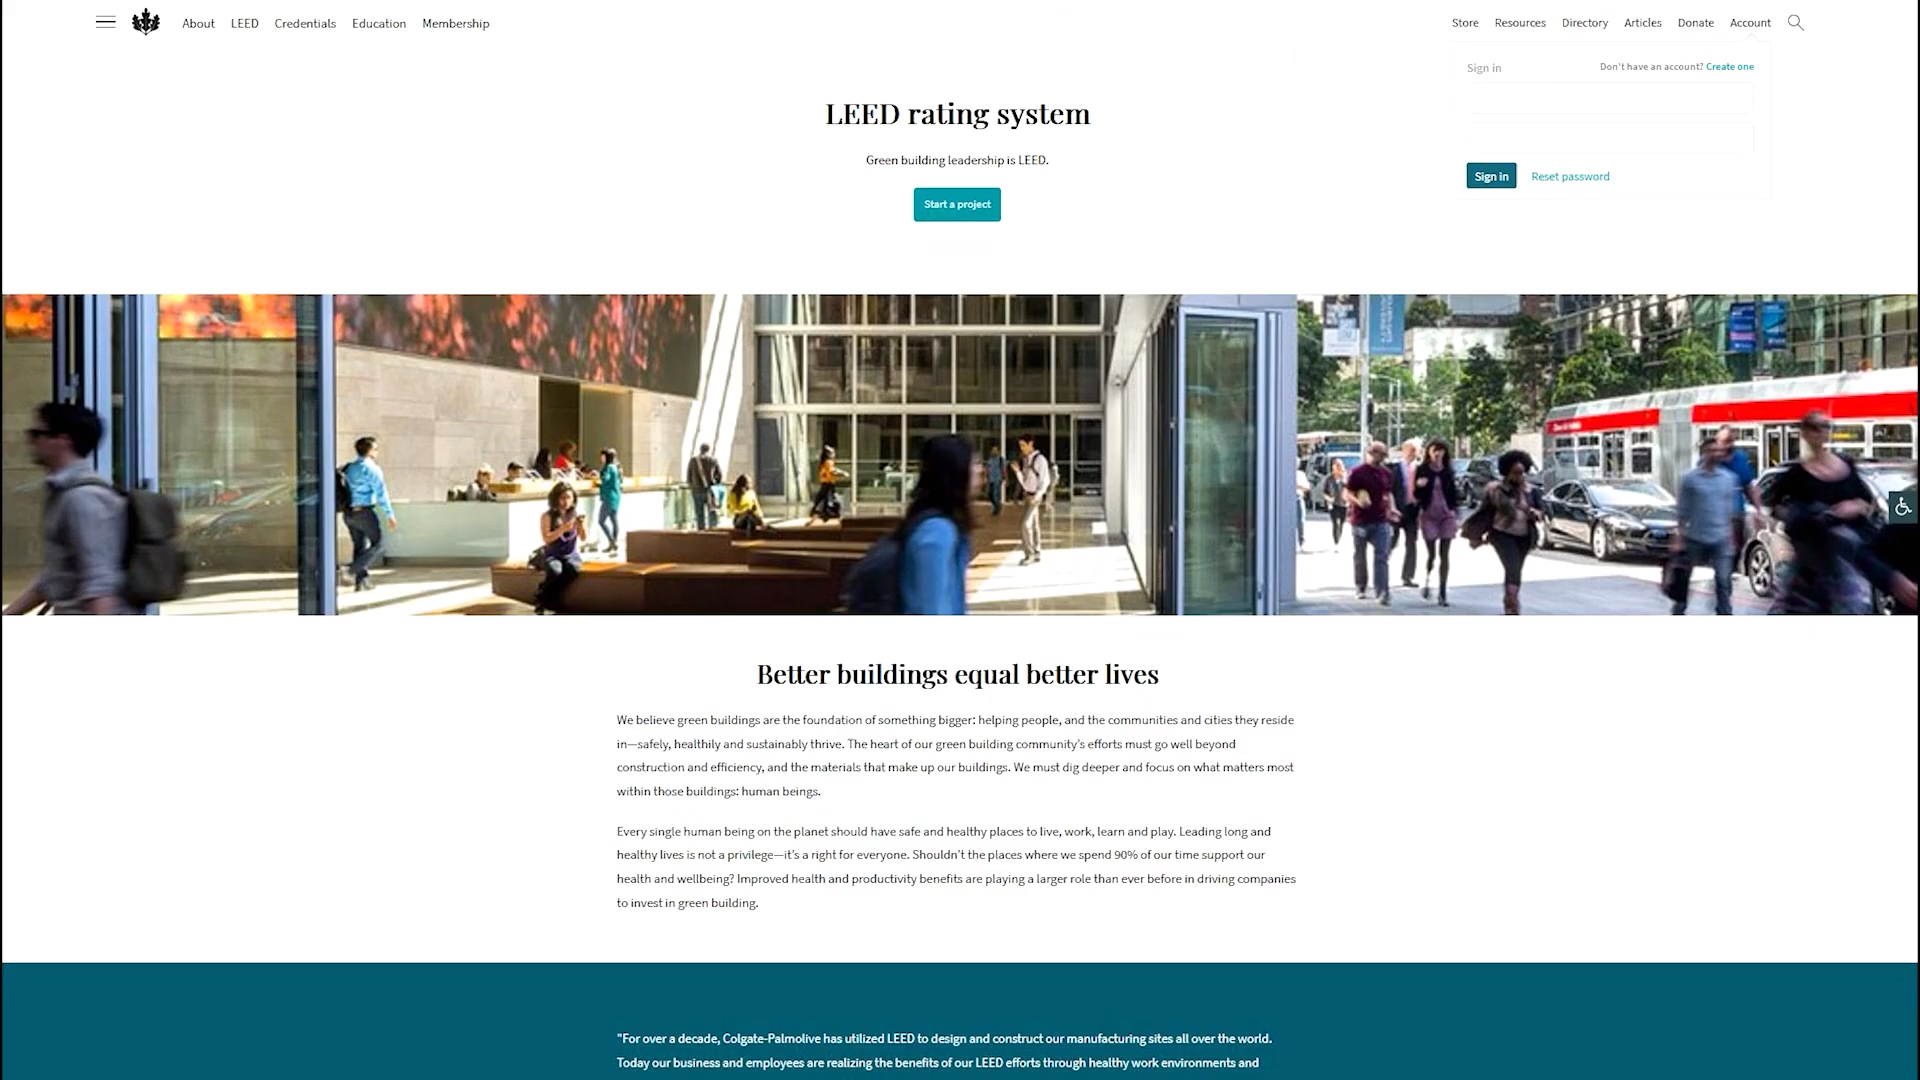 About LEED Credentials Education Membership
Store Resources Directory Articles Donate Account
Sign in Don't have an account? Create one
Sign in Reset password
LEED rating system
Green building leadership is LEED.
Start a project
Better buildings equal better lives
We believe green buildings are the foundation of something bigger: helping people, and the communities and cities they reside
in—safely, healthily and sustainably thrive. The heart of our green building community's efforts must go well beyond
construction and efficiency, and the materials that make up our buildings. We must dig deeper and focus on what matters most
within those buildings: human beings.
Every single human being on the planet should have safe and healthy places to live, work, learn and play. Leading long and
healthy lives is not a privilege—it's a right for everyone. Shouldn't the places where we spend 90% of our time support our
health and wellbeing? Improved health and productivity benefits are playing a larger role than ever before in driving companies
to invest in green building.
"For over a decade, Colgate-Palmolive has utilized LEED to design and construct our manufacturing sites all over the world.
Today our business and employees are realizing the benefits of our LEED efforts through healthy work environments and